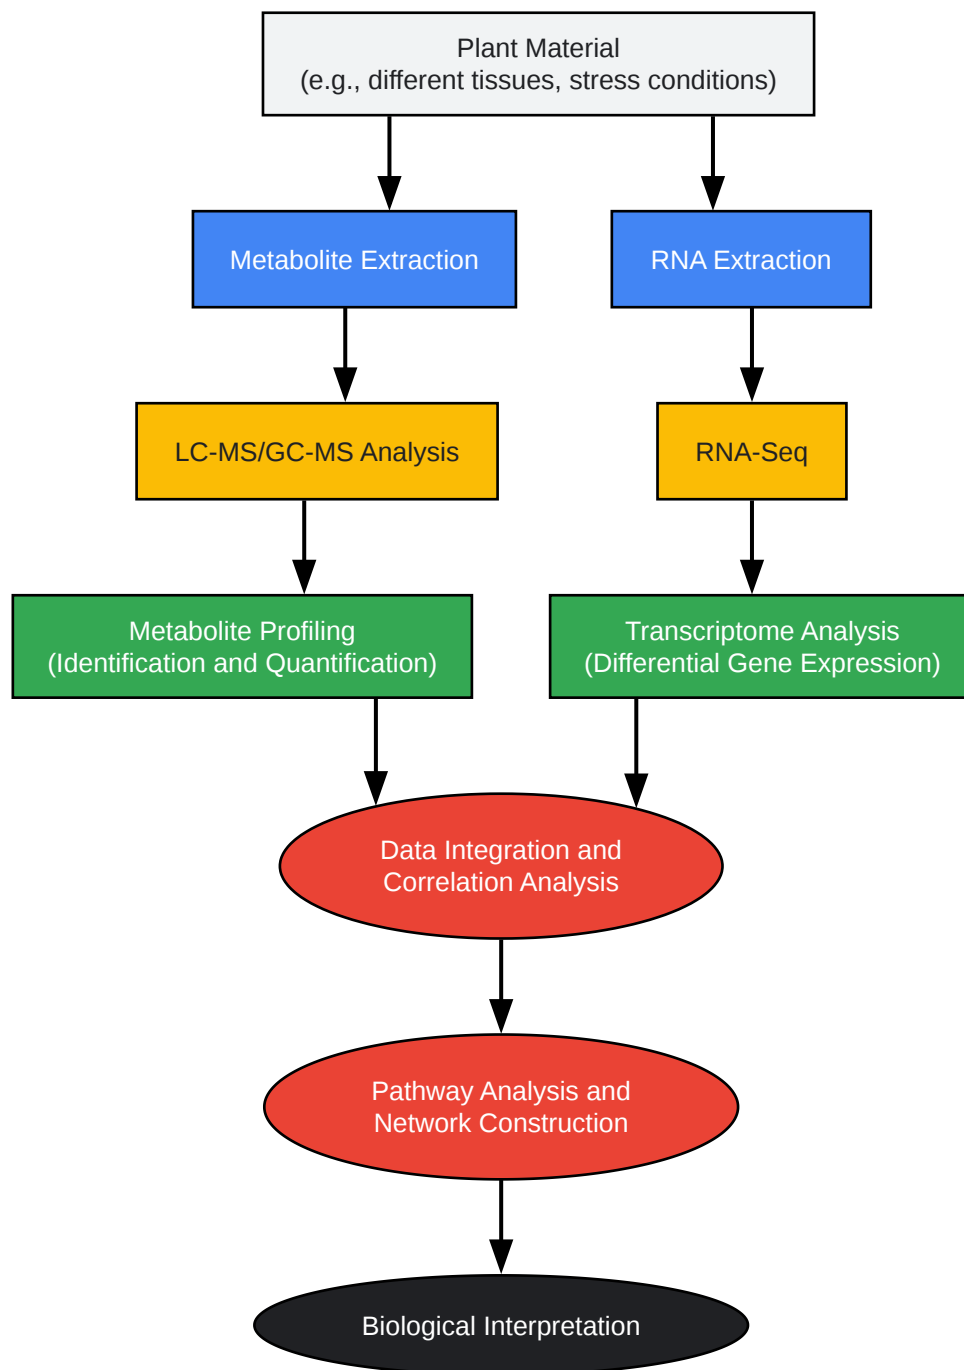 Plant Material
(e.g., different tissues, stress conditions)
Metabolite Extraction
RNA Extraction
LC-MS/GC-MS Analysis
RNA-Seq
Metabolite Profiling
(Identification and Quantification)
Transcriptome Analysis
(Differential Gene Expression)
Data Integration and
Correlation Analysis
Pathway Analysis and
Network Construction
Biological Interpretation